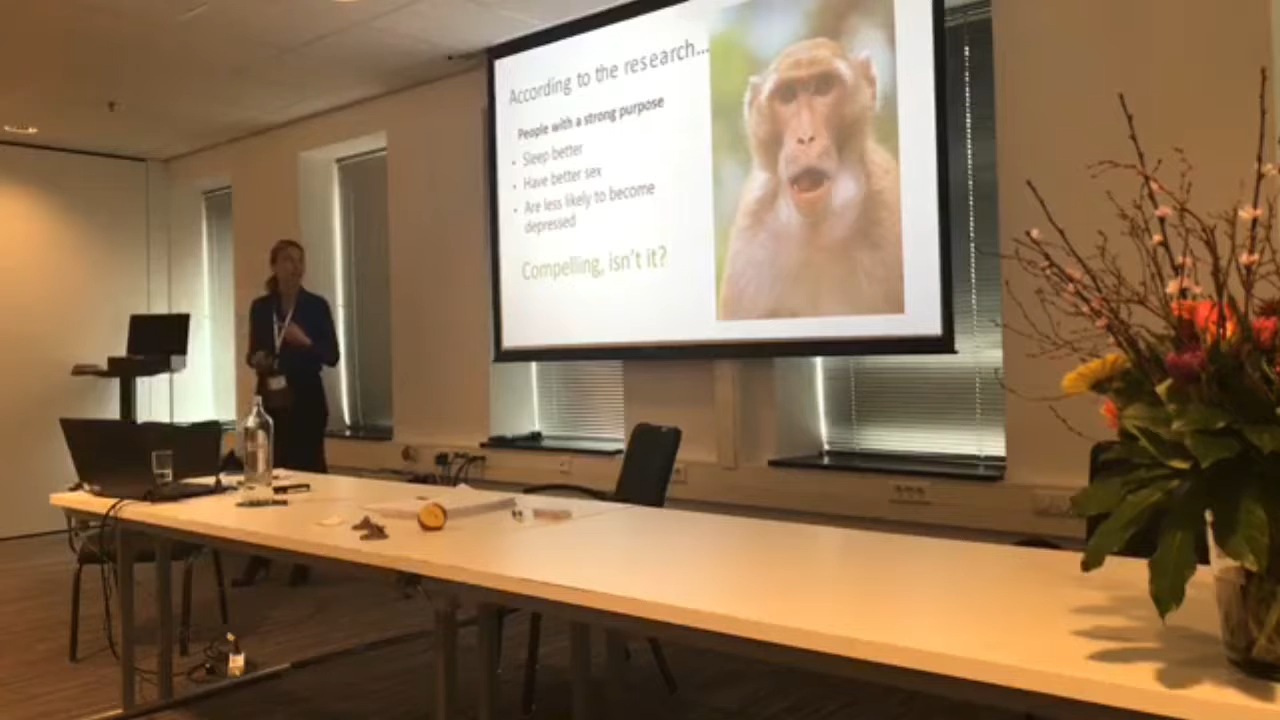 According to the research...
People with a strong purpose
• Sleep better
• Have better sex
• Are less likely to become
depressed
Compelling, isn't it?